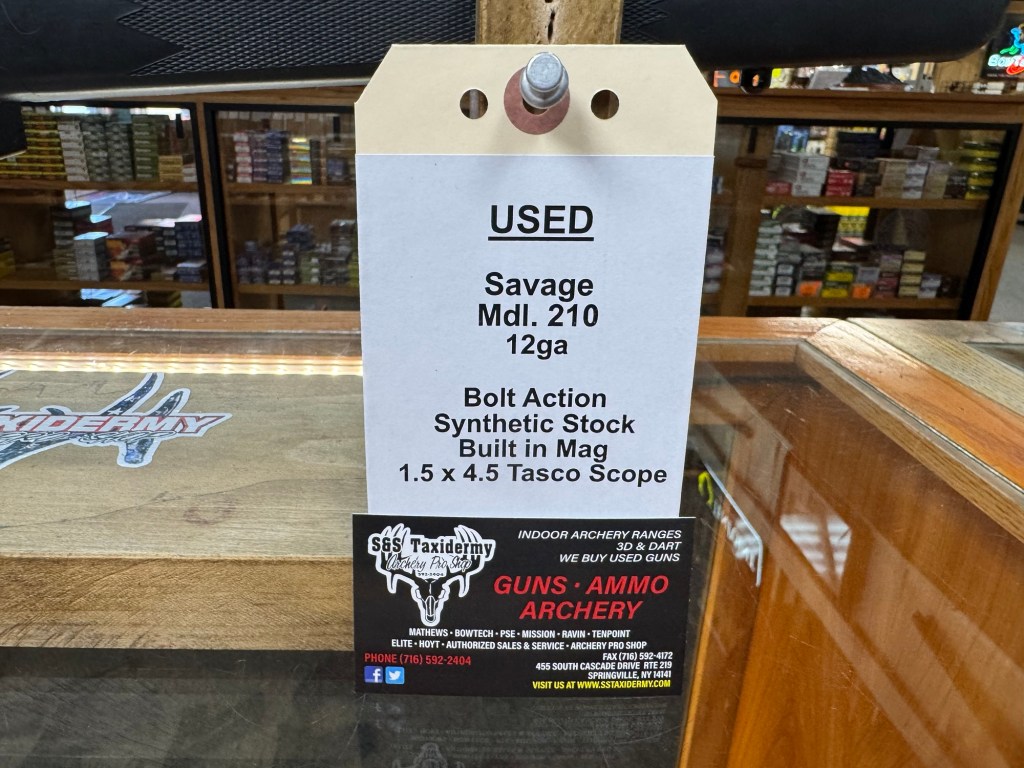 USED
Savage
Mdl. 210
12ga
Bolt Action
Synthetic Stock
Built in Mag
1.5 x 4.5 Tasco Scope
XIDERMY
S&S Taxidermy
Archery Pro Shop
592-2404
INDOOR ARCHERY RANGES
3D & DART
WE BUY USED GUNS
GUNS · AMMO
ARCHERY
MATHEWS • BOWTECH • PSE • MISSION • RAVIN • TENPOINT
ELITE • HOYT • AUTHORIZED SALES & SERVICE • ARCHERY PRO SHOP
PHONE (716) 592-2404
FAX (716) 592-4172
455 SOUTH CASCADE DRIVE RTE 219
SPRINGVILLE, NY 14141
VISIT US AT WWW.SSTAXIDERMY.COM